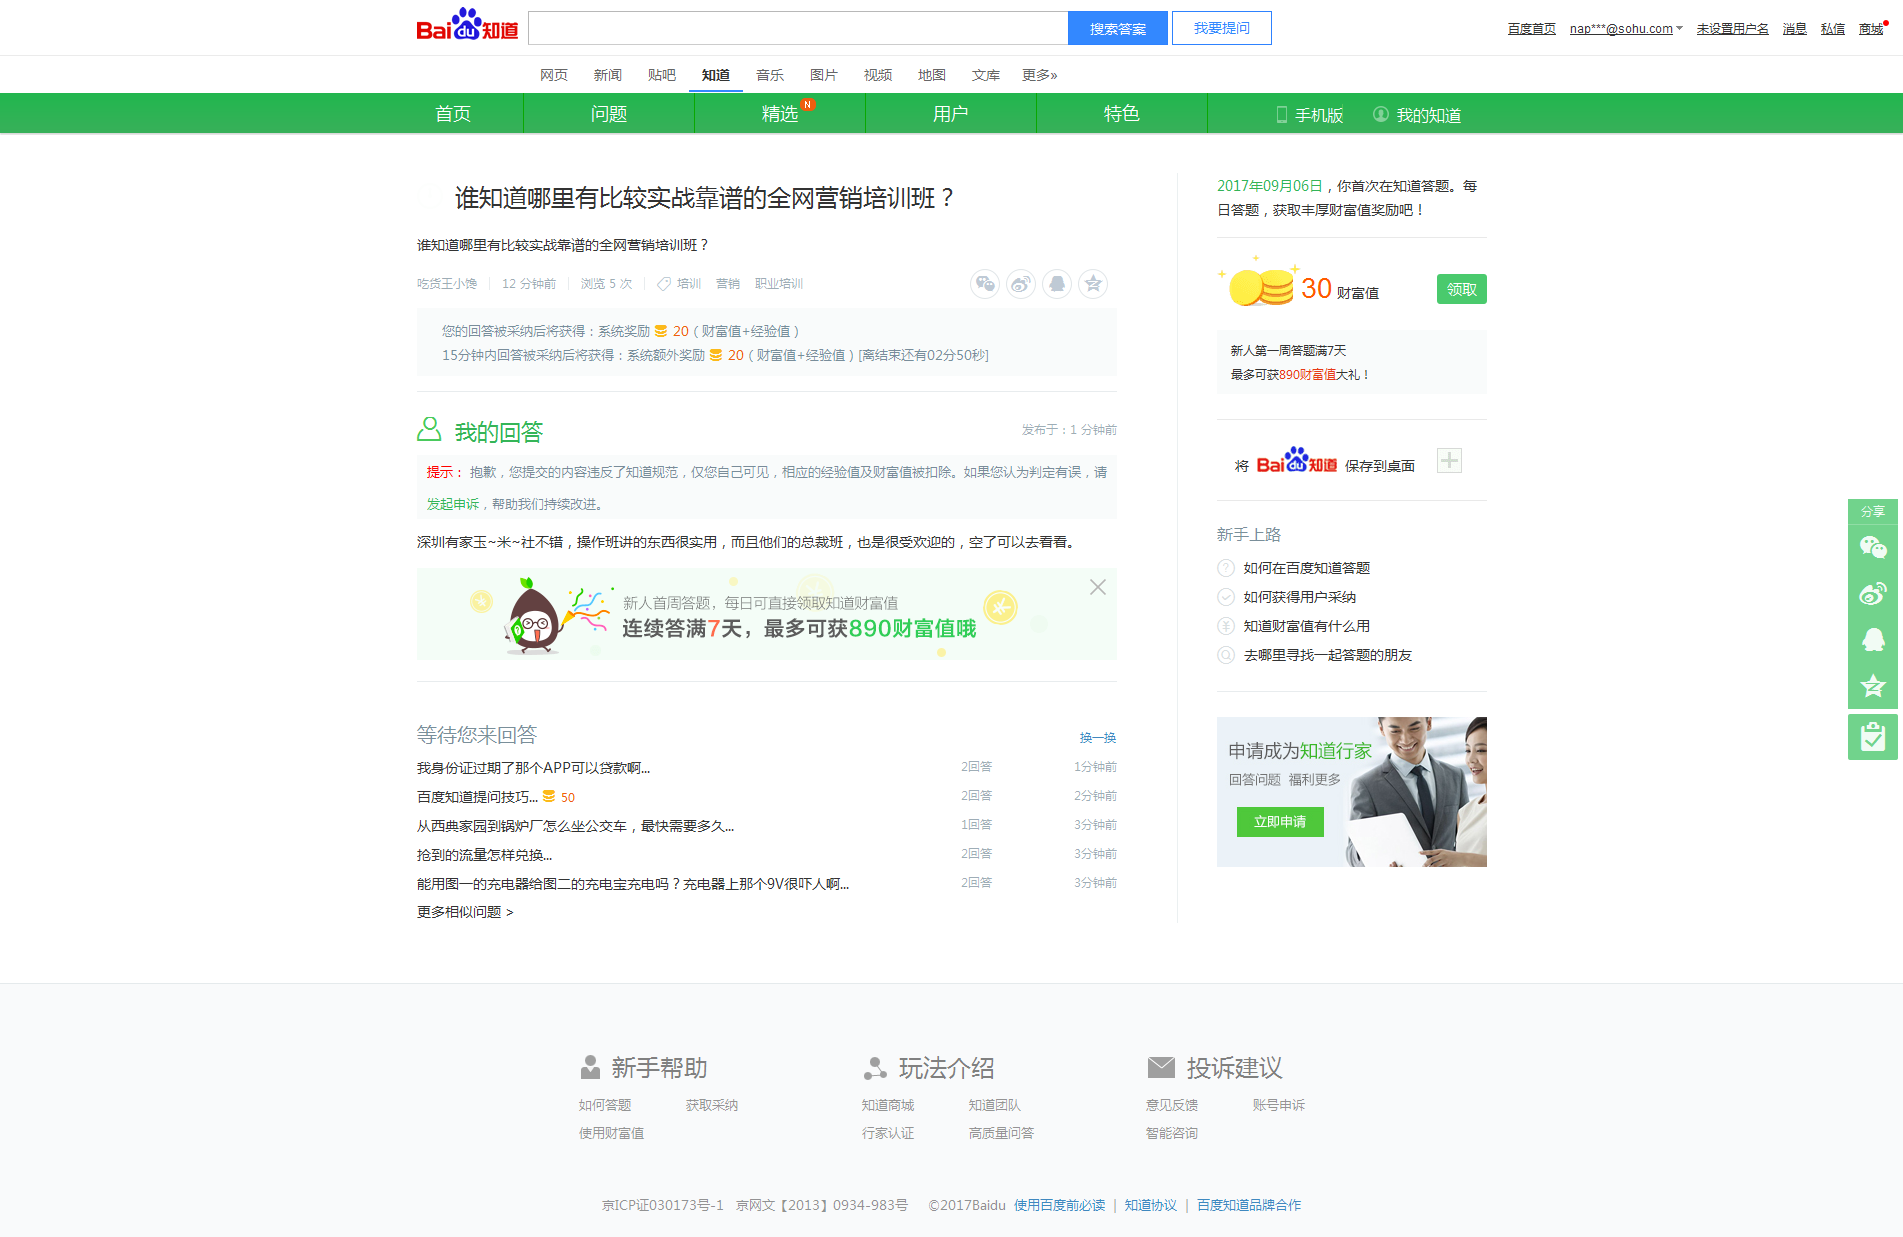 Baidu知道
搜索答案
我要提问
百度首页
nap***@sohu.com
未设置用户名
消息
私信
商城
网页
新闻
贴吧
知道
音乐
图片
视频
地图
文库
更多»
首页
问题
精选
N
用户
特色
手机版
我的知道
谁知道哪里有比较实战靠谱的全网营销培训班？
谁知道哪里有比较实战靠谱的全网营销培训班？
吃货王小馋
12 分钟前
浏览 5 次
培训
营销
职业培训
您的回答被采纳后将获得：系统奖励 20（财富值+经验值）
15分钟内回答被采纳后将获得：系统额外奖励 20（财富值+经验值）[离结束还有02分50秒]
我的回答
发布于：1 分钟前
提示： 抱歉，您提交的内容违反了知道规范，仅您自己可见，相应的经验值及财富值被扣除。如果您认为判定有误，请
发起申诉，帮助我们持续改进。
深圳有家玉~米~社不错，操作班讲的东西很实用，而且他们的总裁班，也是很受欢迎的，空了可以去看看。
新人首周答题，每日可直接领取知道财富值
连续答满7天，最多可获890财富值哦
等待您来回答
换一换
我身份证过期了那个APP可以贷款啊... 2回答 1分钟前
百度知道提问技巧... 50 2回答 2分钟前
从西典家园到锅炉厂怎么坐公交车，最快需要多久... 1回答 3分钟前
抢到的流量怎样兑换... 2回答 3分钟前
能用图一的充电器给图二的充电宝充电吗？充电器上那个9V很吓人啊... 2回答 3分钟前
更多相似问题 >
2017年09月06日，你首次在知道答题。每
日答题，获取丰厚财富值奖励吧！
30 财富值
领取
新人第一周答题满7天
最多可获890财富值大礼！
将 Baidu知道 保存到桌面
新手上路
如何在百度知道答题
如何获得用户采纳
知道财富值有什么用
去哪里寻找一起答题的朋友
申请成为知道行家
回答问题 福利更多
立即申请
分享
新手帮助
如何答题
获取采纳
使用财富值
玩法介绍
知道商城
知道团队
行家认证
高质量问答
投诉建议
意见反馈
账号申诉
智能咨询
京ICP证030173号-1 京网文【2013】0934-983号 ©2017Baidu 使用百度前必读 | 知道协议 | 百度知道品牌合作